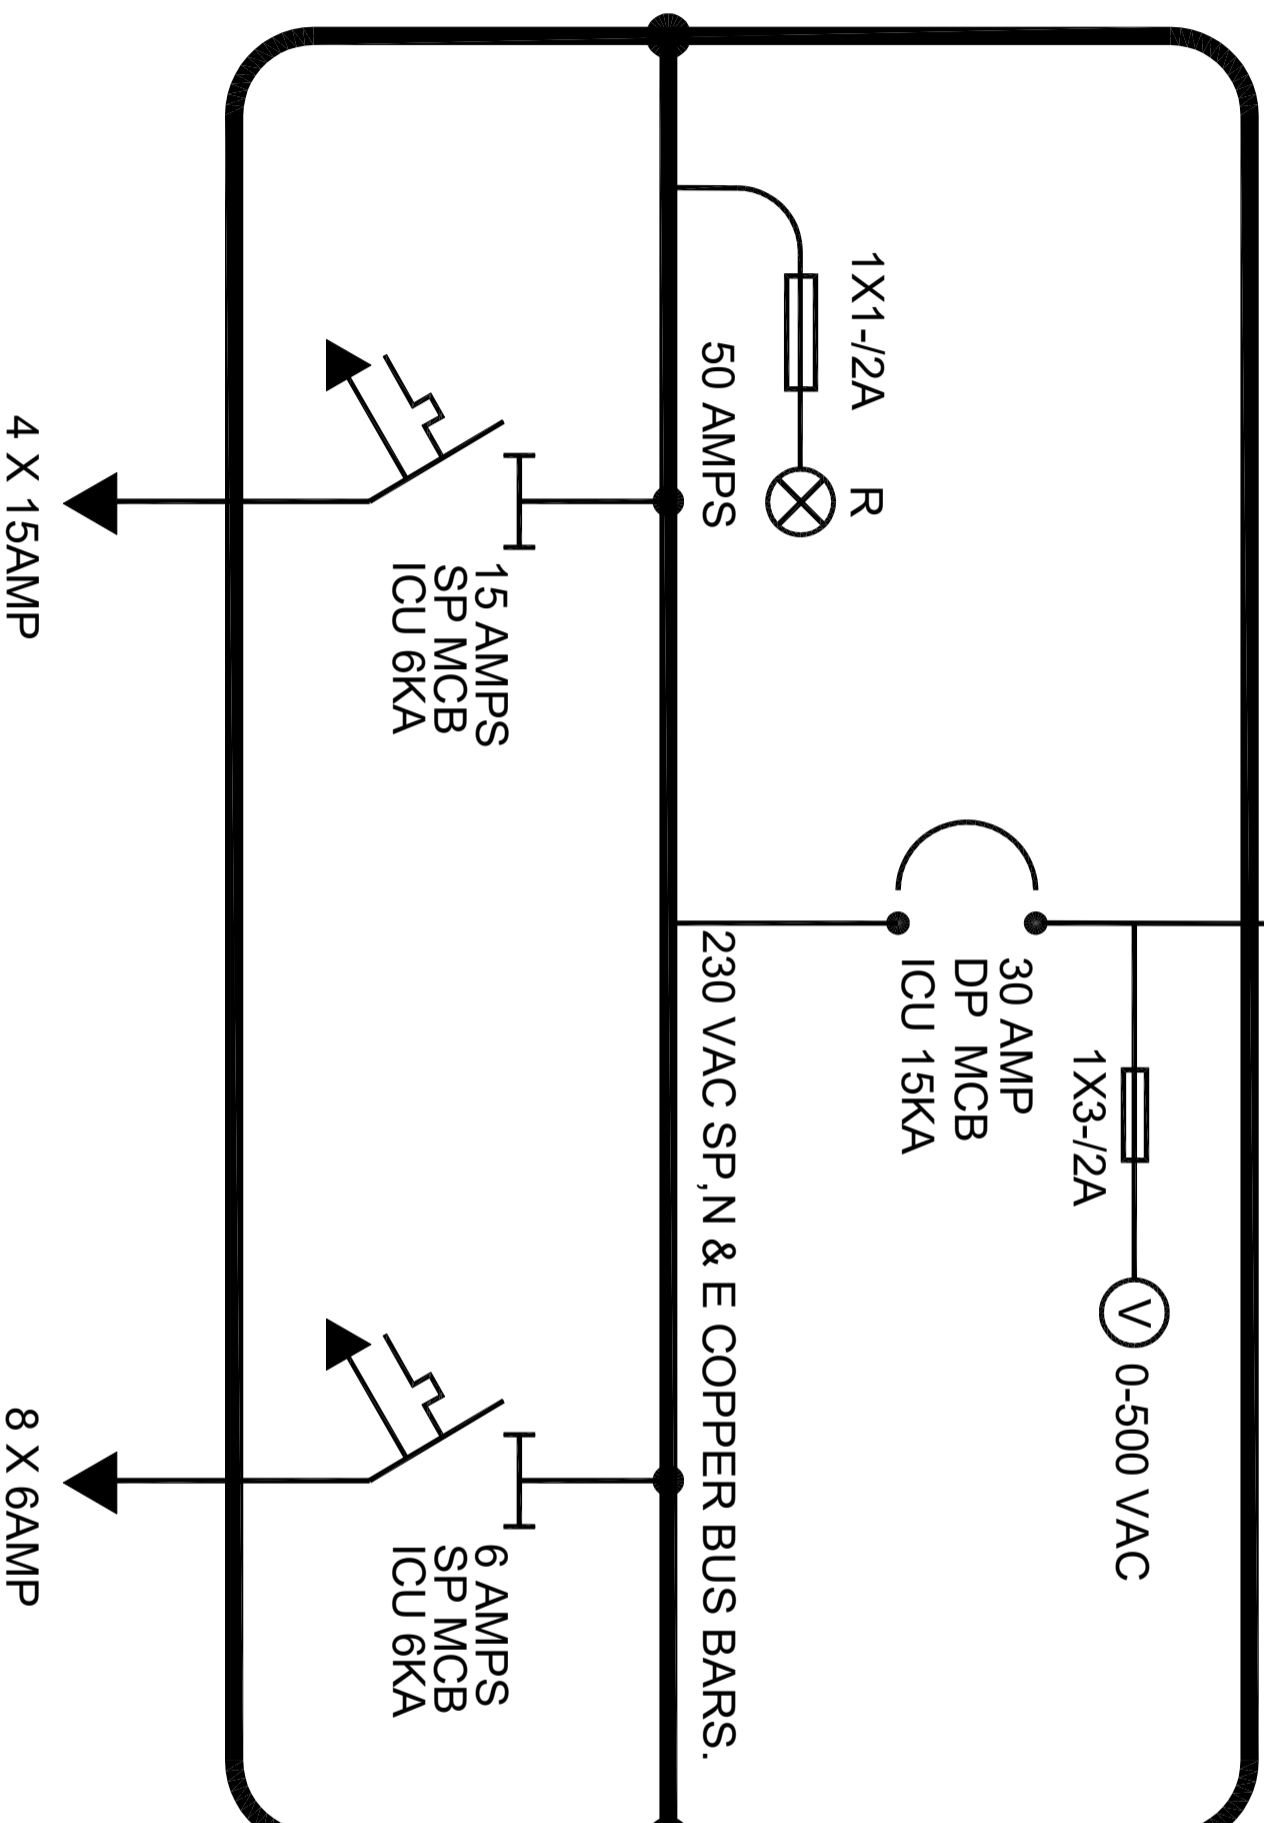 0-500 VAC
V
1X3-/2A
30 AMP
DP MCB
ICU 15KA
R
1X1-/2A
50 AMPS
230 VAC SP,N & E COPPER BUS BARS.
15 AMPS
SP MCB
ICU 6KA
6 AMPS
SP MCB
ICU 6KA
4 X 15AMP
8 X 6AMP